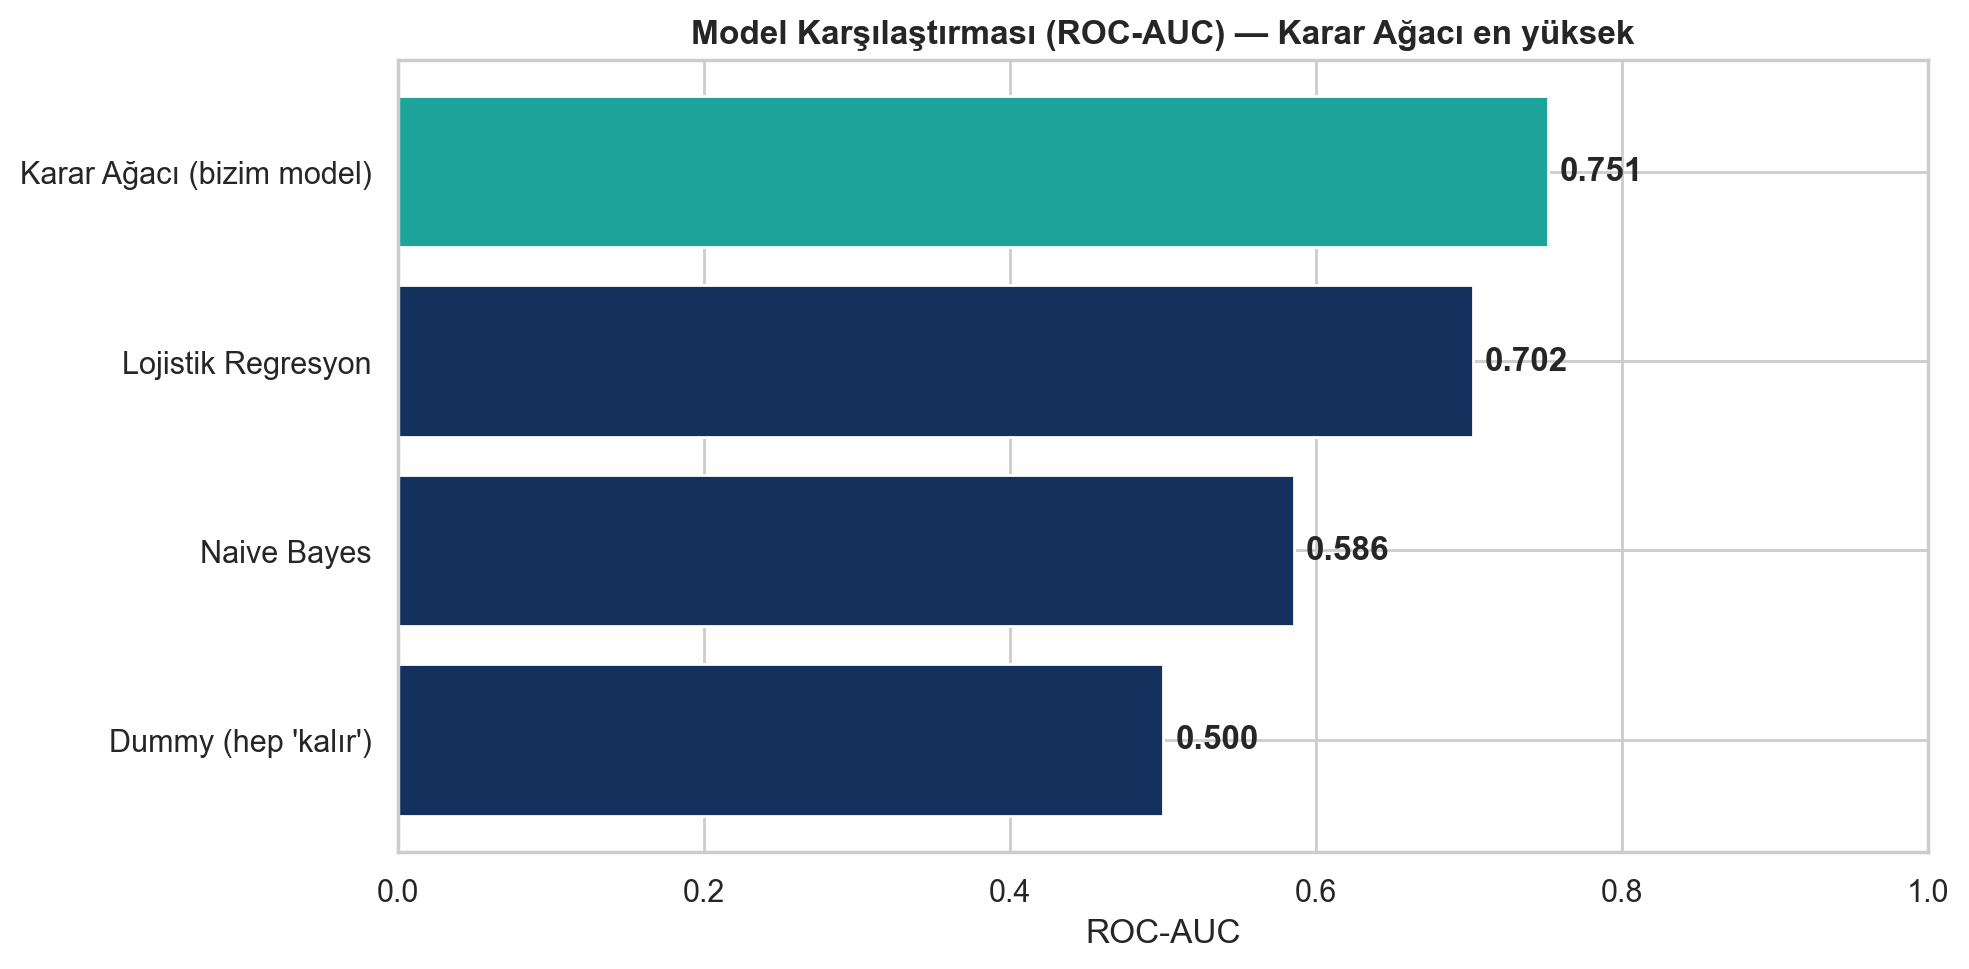 Model Karşılaştırması (ROC-AUC) — Karar Ağacı en yüksek
Karar Ağacı (bizim model)
0.751
Lojistik Regresyon
0.702
Naive Bayes
0.586
Dummy (hep 'kalır')
0.500
0.0 0.2 0.4 0.6 0.8 1.0
ROC-AUC